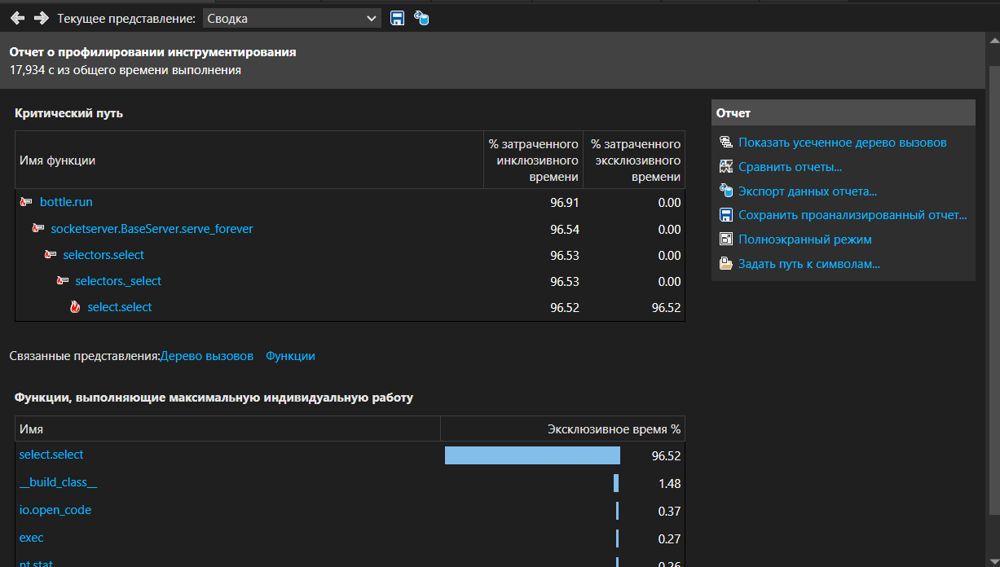 Текущее представление: Сводка
Отчет о профилировании инструментирования
17,934 с из общего времени выполнения
Критический путь
Имя функции
% затраченного инклюзивного времени
% затраченного эксклюзивного времени
bottle.run 96.91 0.00
socketserver.BaseServer.serve_forever 96.54 0.00
selectors.select 96.53 0.00
selectors._select 96.53 0.00
select.select 96.52 96.52
Связанные представления:Дерево вызовов Функции
Функции, выполняющие максимальную индивидуальную работу
Имя Эксклюзивное время %
select.select 96.52
__build_class__ 1.48
io.open_code 0.37
exec 0.27
nt.stat 0.26
Отчет
Показать усеченное дерево вызовов
Сравнить отчеты...
Экспорт данных отчета...
Сохранить проанализированный отчет...
Полноэкранный режим
Задать путь к символам...